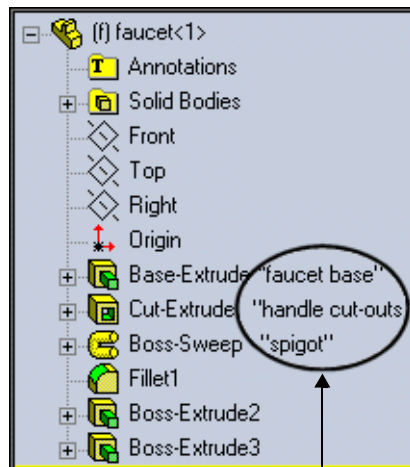 (f) faucet<1>
Annotations
Solid Bodies
Front
Top
Right
Origin
Base-Extrude "faucet base"
Cut-Extrude "handle cut-outs
Boss-Sweep "spigot"
Fillet1
Boss-Extrude2
Boss-Extrude3